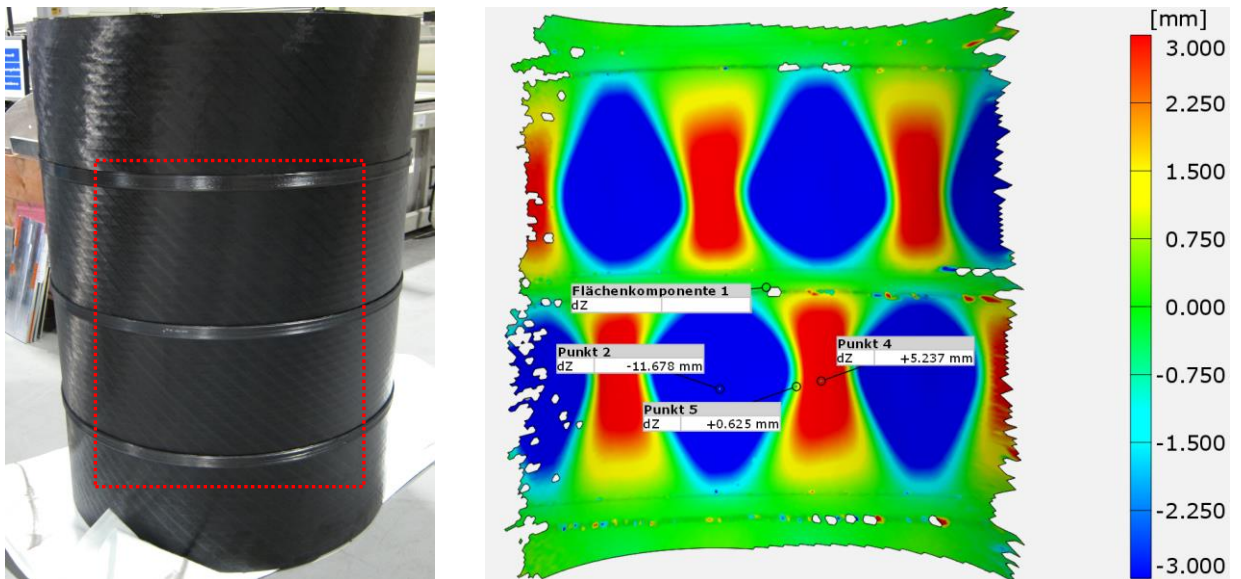 [mm]
3.000
2.250
1.500
0.750
0.000
-0.750
-1.500
-2.250
-3.000
Flächenkomponente 1
dZ
Punkt 2
dZ -11.678 mm
Punkt 4
dZ +5.237 mm
Punkt 5
dZ +0.625 mm